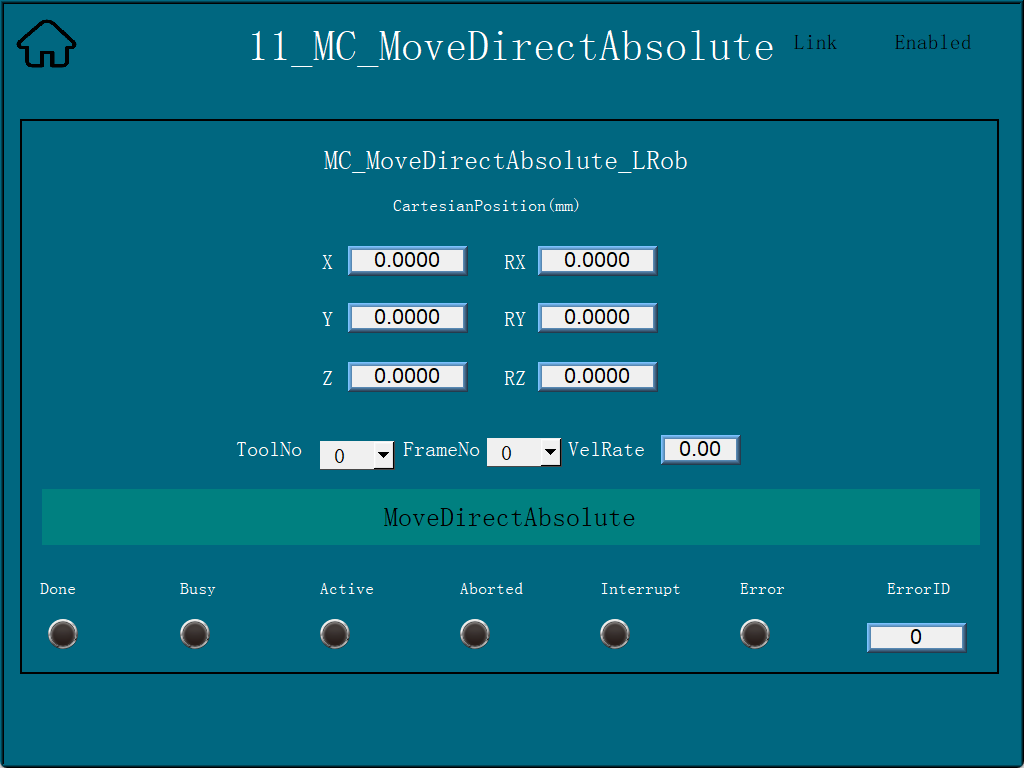 11_MC_MoveDirectAbsolute Link Enabled
MC_MoveDirectAbsolute_LRob
CartesianPosition(mm)
X 0.0000 RX 0.0000
Y 0.0000 RY 0.0000
Z 0.0000 RZ 0.0000
ToolNo 0 FrameNo 0 VelRate 0.00
MoveDirectAbsolute
Done Busy Active Aborted Interrupt Error ErrorID
0